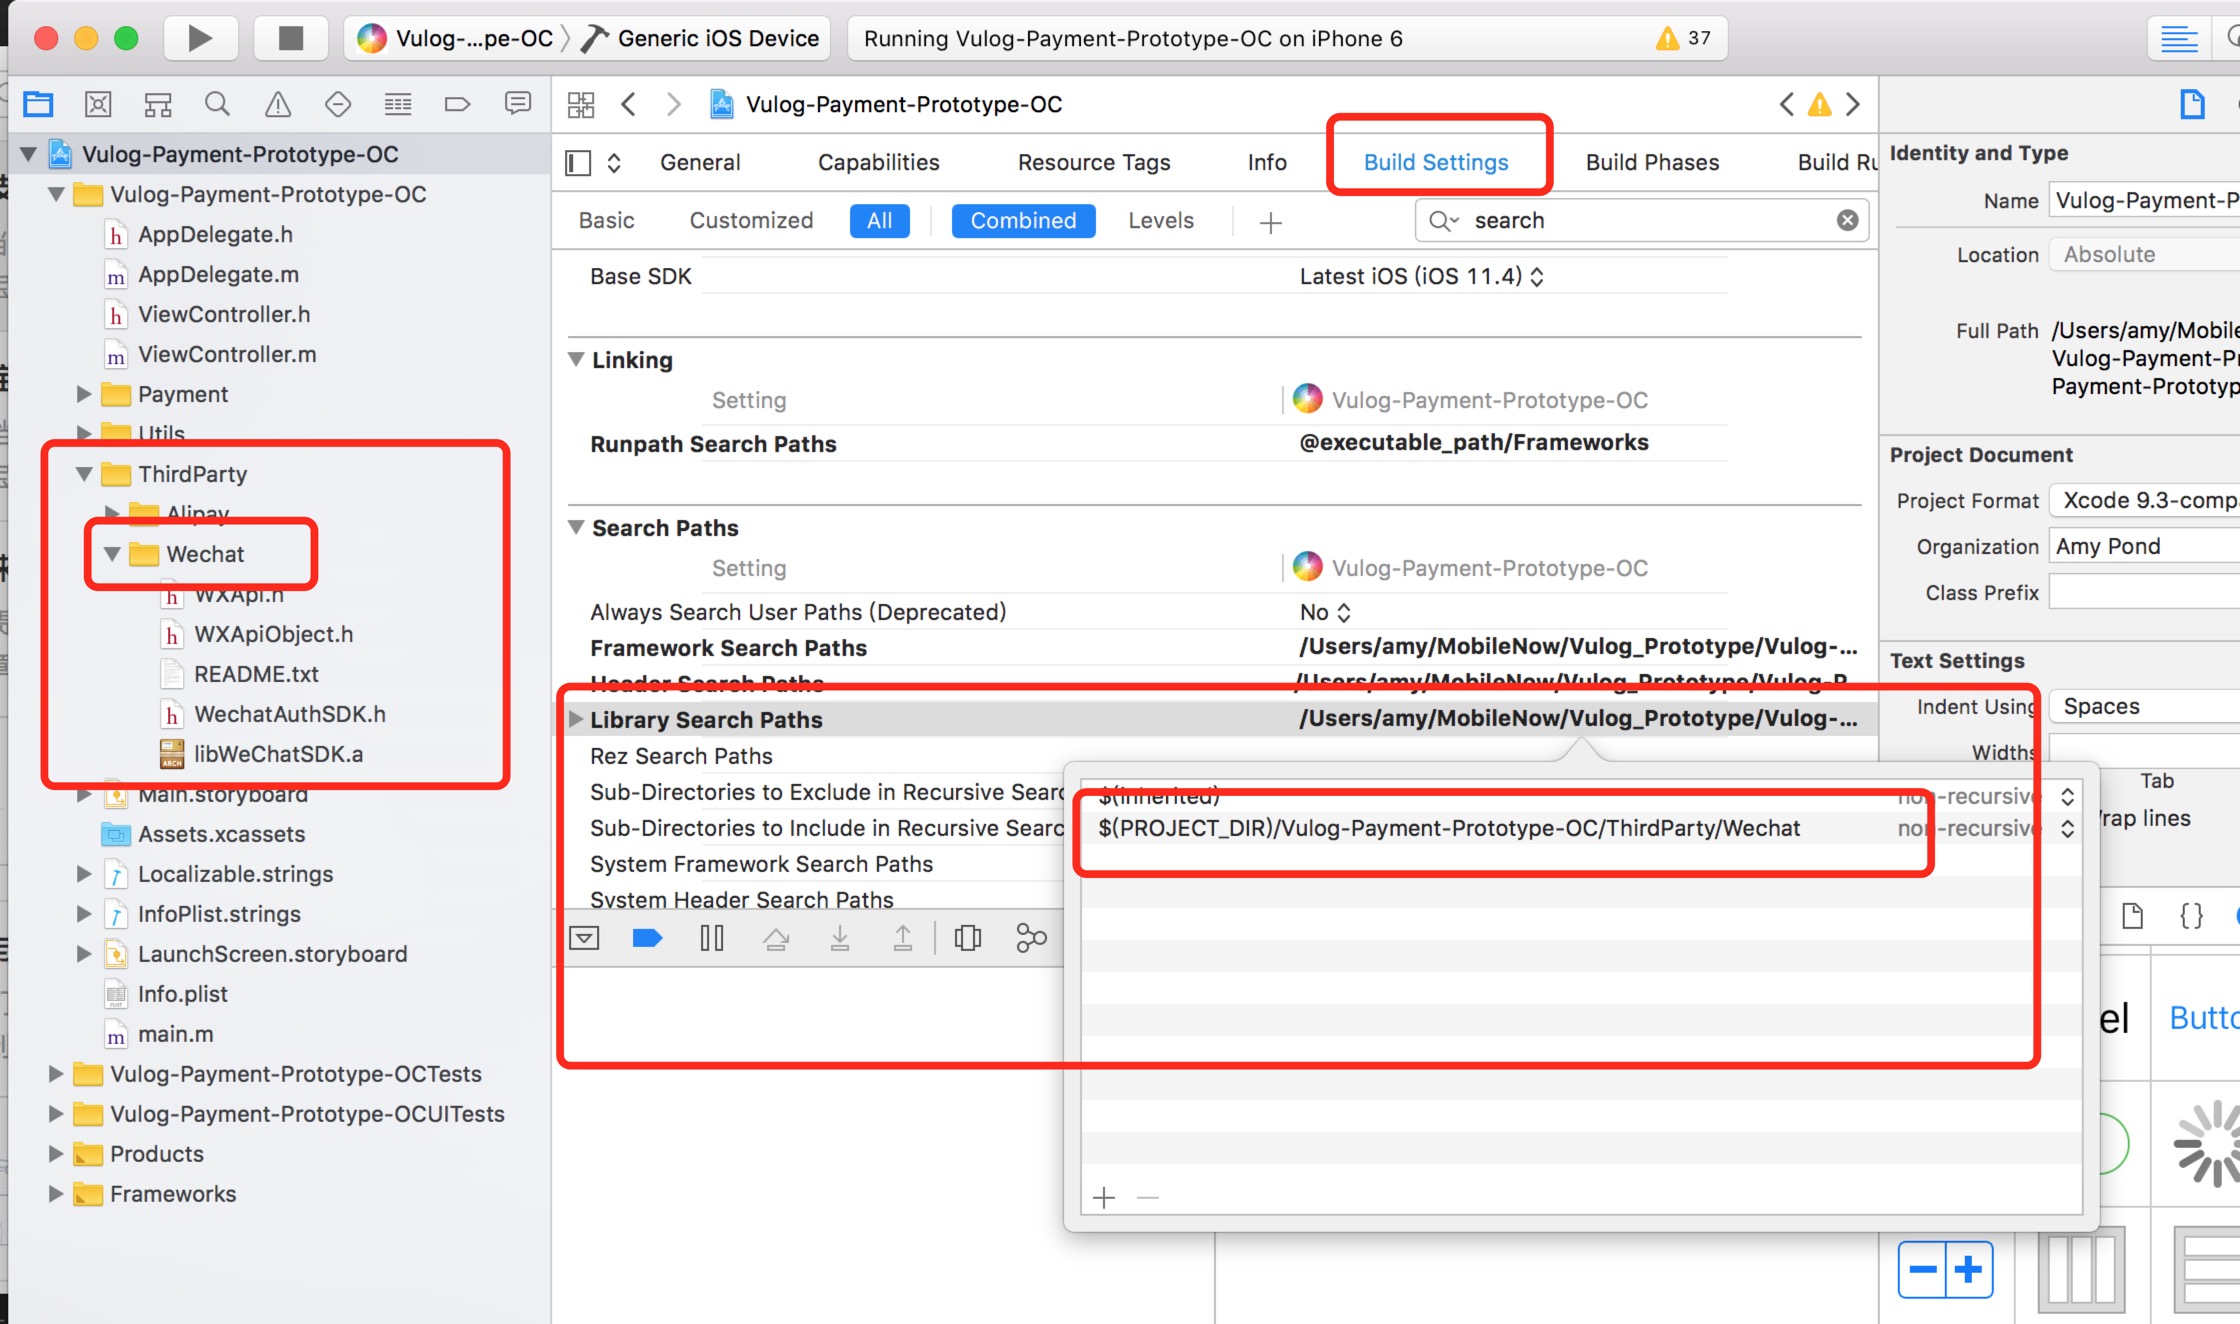 Vulog-...pe-OC
Generic iOS Device
Running Vulog-Payment-Prototype-OC on iPhone 6
37
Vulog-Payment-Prototype-OC
Vulog-Payment-Prototype-OC
AppDelegate.h
AppDelegate.m
ViewController.h
ViewController.m
Payment
Utils
ThirdParty
Alipay
Wechat
WXApi.h
WXApiObject.h
README.txt
WechatAuthSDK.h
libWeChatSDK.a
Main.storyboard
Assets.xcassets
Localizable.strings
InfoPlist.strings
LaunchScreen.storyboard
Info.plist
main.m
Vulog-Payment-Prototype-OCTests
Vulog-Payment-Prototype-OCUITests
Products
Frameworks
Vulog-Payment-Prototype-OC
General Capabilities Resource Tags Info Build Settings Build Phases Build Ru
Basic Customized All Combined Levels search
Base SDK Latest iOS (iOS 11.4)
Linking
Setting Vulog-Payment-Prototype-OC
Runpath Search Paths @executable_path/Frameworks
Search Paths
Setting Vulog-Payment-Prototype-OC
Always Search User Paths (Deprecated) No
Framework Search Paths /Users/amy/MobileNow/Vulog_Prototype/Vulog-...
Header Search Paths /Users/amy/MobileNow/Vulog_Prototype/Vulog-P
Library Search Paths /Users/amy/MobileNow/Vulog_Prototype/Vulog-...
Rez Search Paths
Sub-Directories to Exclude in Recursive Searc
Sub-Directories to Include in Recursive Searc
System Framework Search Paths
System Header Search Paths
$(inherited) non-recursive
$(PROJECT_DIR)/Vulog-Payment-Prototype-OC/ThirdParty/Wechat non-recursive
Identity and Type
Name Vulog-Payment-P
Location Absolute
Full Path /Users/amy/Mobile
Vulog-Payment-Pr
Payment-Prototyp
Project Document
Project Format Xcode 9.3-compa
Organization Amy Pond
Class Prefix
Text Settings
Indent Using Spaces
Widths
Tab
rap lines
{}
el
Butto